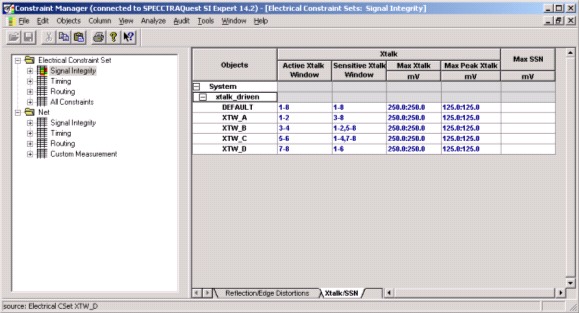 Constraint Manager (connected to SPECCTRAQuest SI Expert 14.2) - [Electrical Constraint Sets: Signal Integrity]
File Edit Objects Column View Analyze Audit Tools Window Help
Electrical Constraint Set
Signal Integrity
Timing
Routing
All Constraints
Net
Signal Integrity
Timing
Routing
Custom Measurement
Objects Xtalk Max SSN
Active Xtalk Window Sensitive Xtalk Window Max Xtalk Max Peak Xtalk
mV mV mV
System
xtalk_driven
DEFAULT 1-8 1-8 250.0:250.0 125.0:125.0
XTW_A 1-2 3-8 250.0:250.0 125.0:125.0
XTW_B 3-4 1-2,5-8 250.0:250.0 125.0:125.0
XTW_C 5-6 1-4,7-8 250.0:250.0 125.0:125.0
XTW_D 7-8 1-6 250.0:250.0 125.0:125.0
Reflection/Edge Distortions Xtalk/SSN
source: Electrical CSet XTW_D